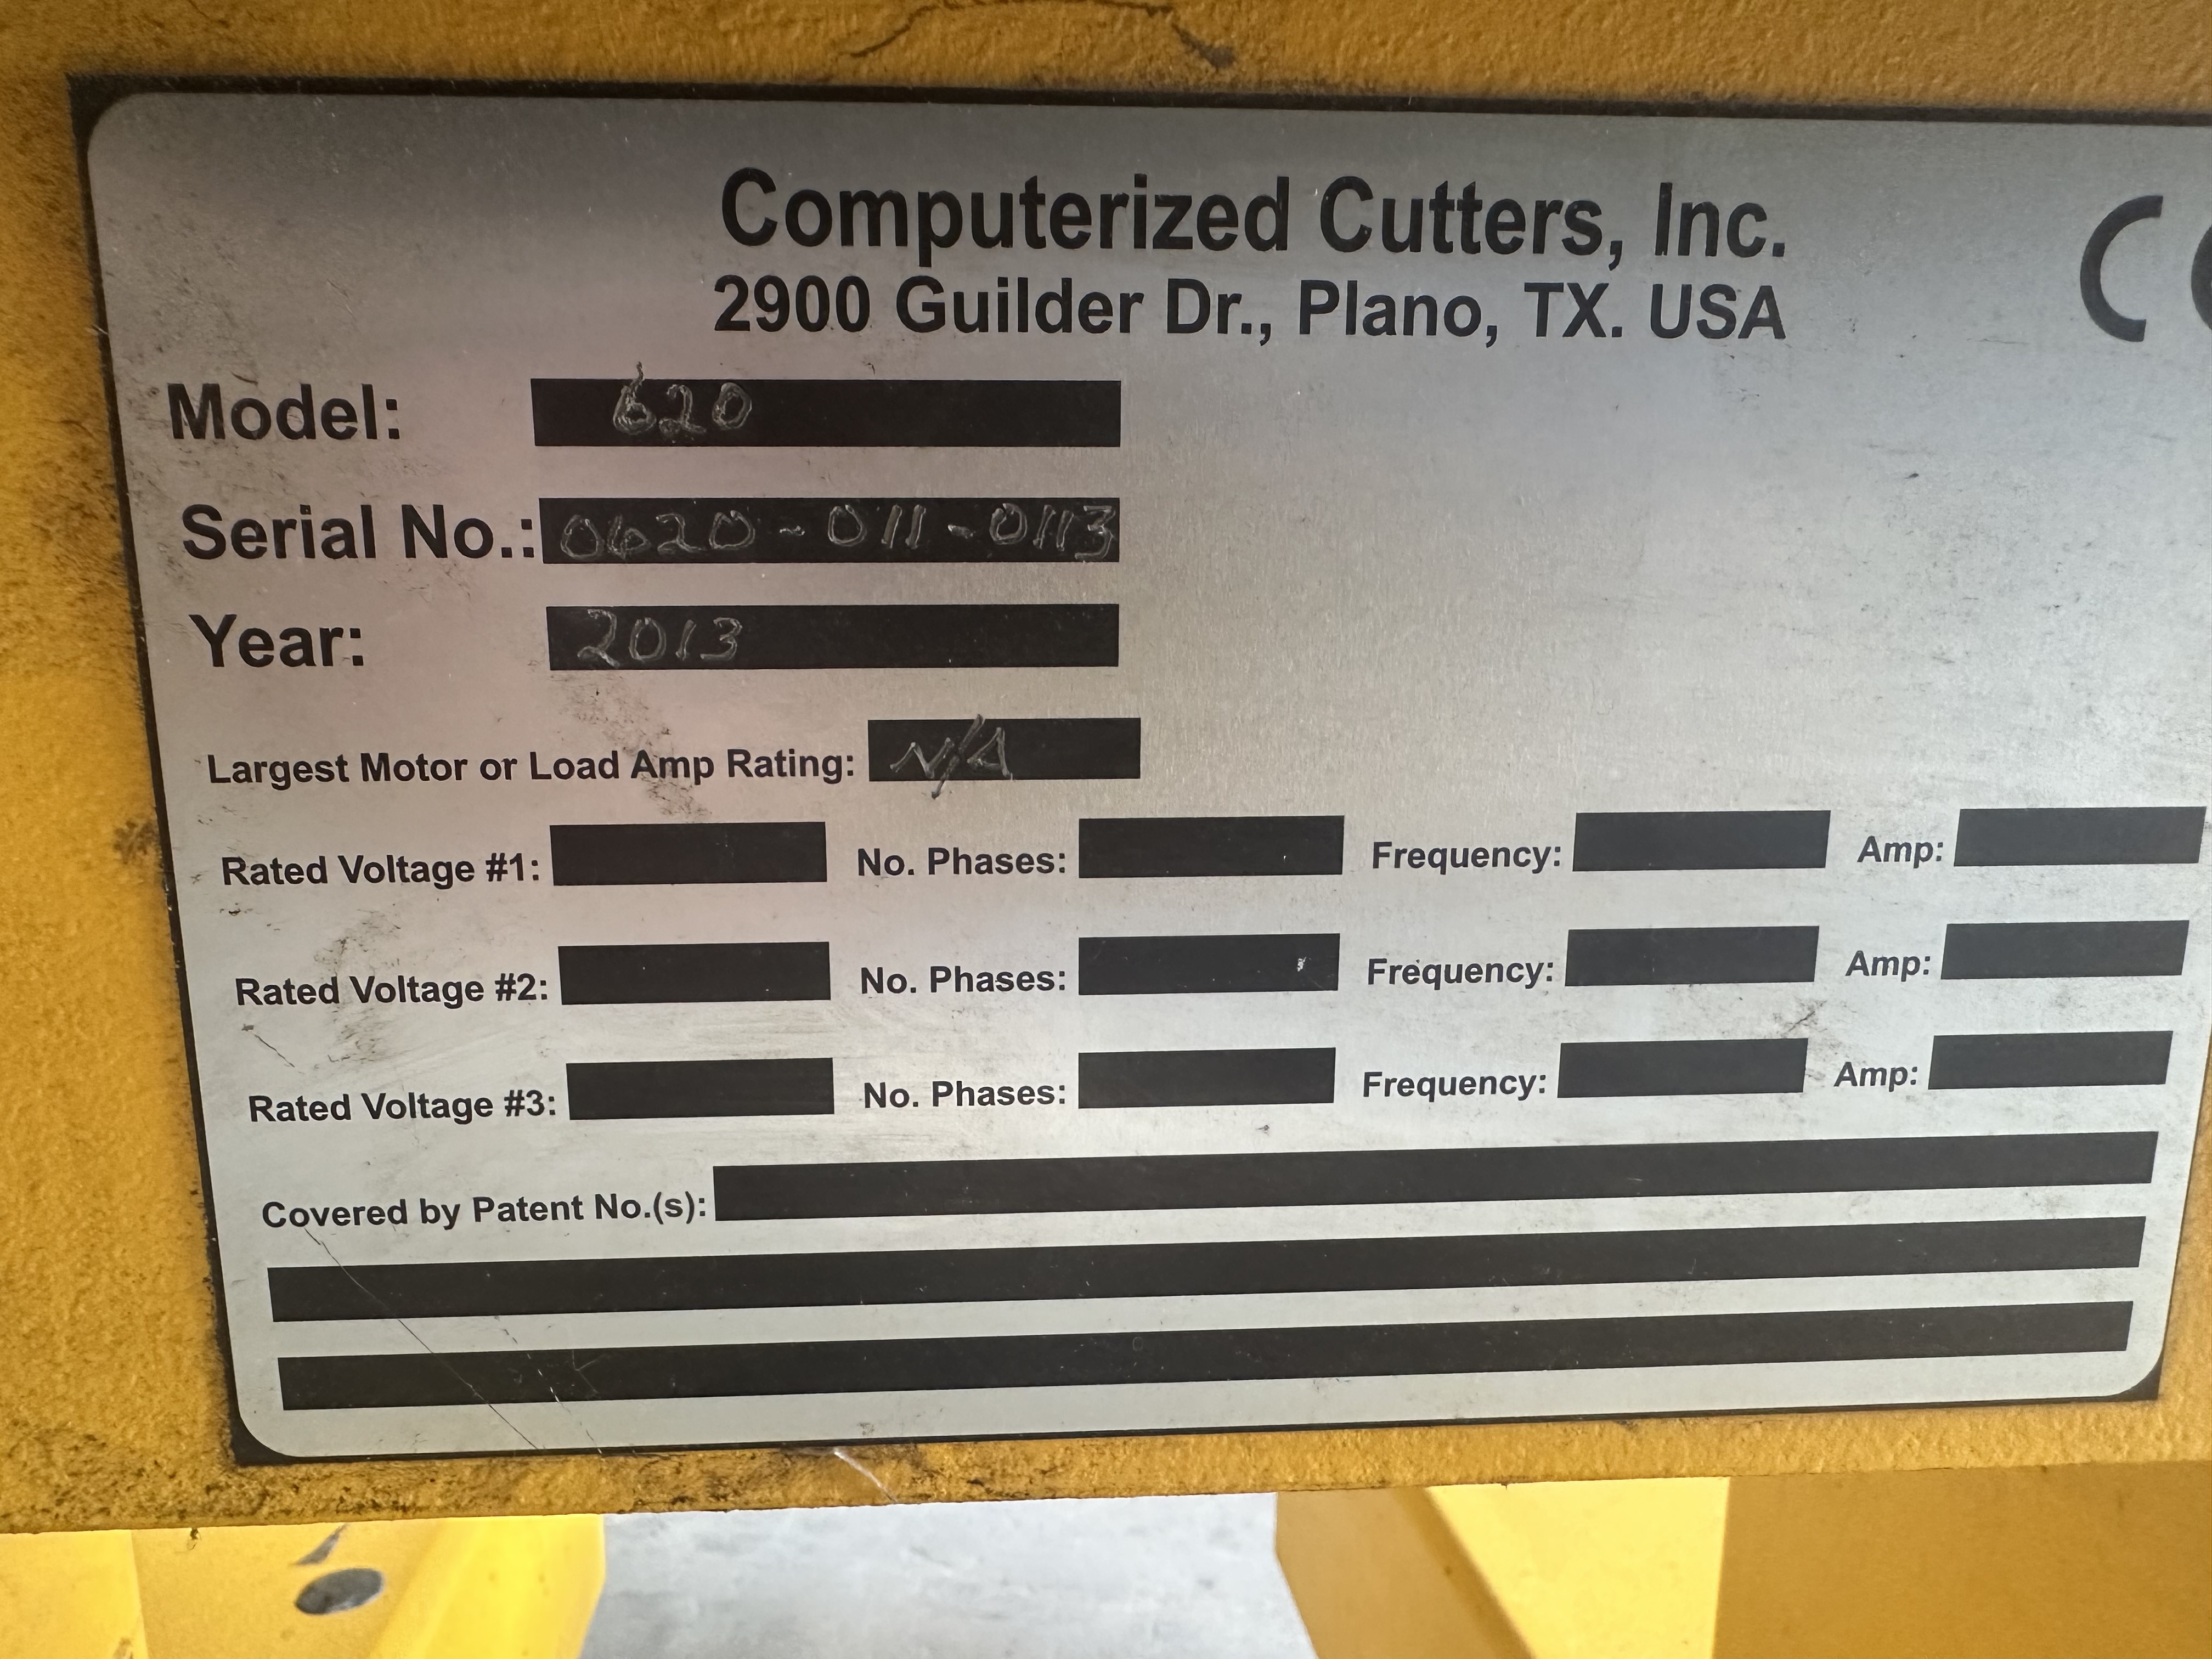 Computerized Cutters, Inc.
2900 Guilder Dr., Plano, TX. USA
CE
Model: 620
Serial No.: 0620-011-0113
Year: 2013
Largest Motor or Load Amp Rating: N/A
Rated Voltage #1: No. Phases: Frequency: Amp:
Rated Voltage #2: No. Phases: Frequency: Amp:
Rated Voltage #3: No. Phases: Frequency: Amp:
Covered by Patent No.(s):